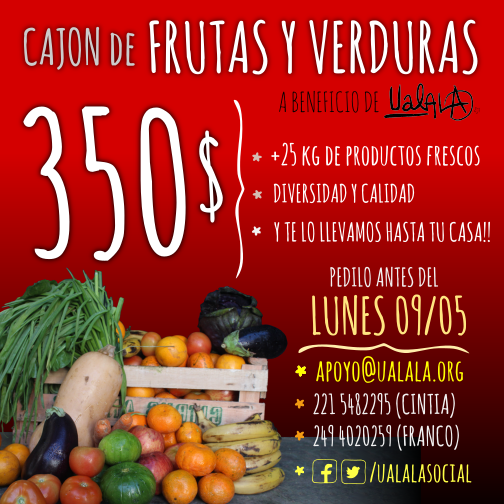 CAJON DE FRUTAS Y VERDURAS
A BENEFICIO DE UalALA
350$
* +25 KG DE PRODUCTOS FRESCOS
* DIVERSIDAD Y CALIDAD
* Y TE LO LLEVAMOS HASTA TU CASA!!
PEDILO ANTES DEL
LUNES 09/05
* APOYO@UALALA.ORG
* 221 5482295 (CINTIA)
* 249 4020259 (FRANCO)
* f /UALALASOCIAL